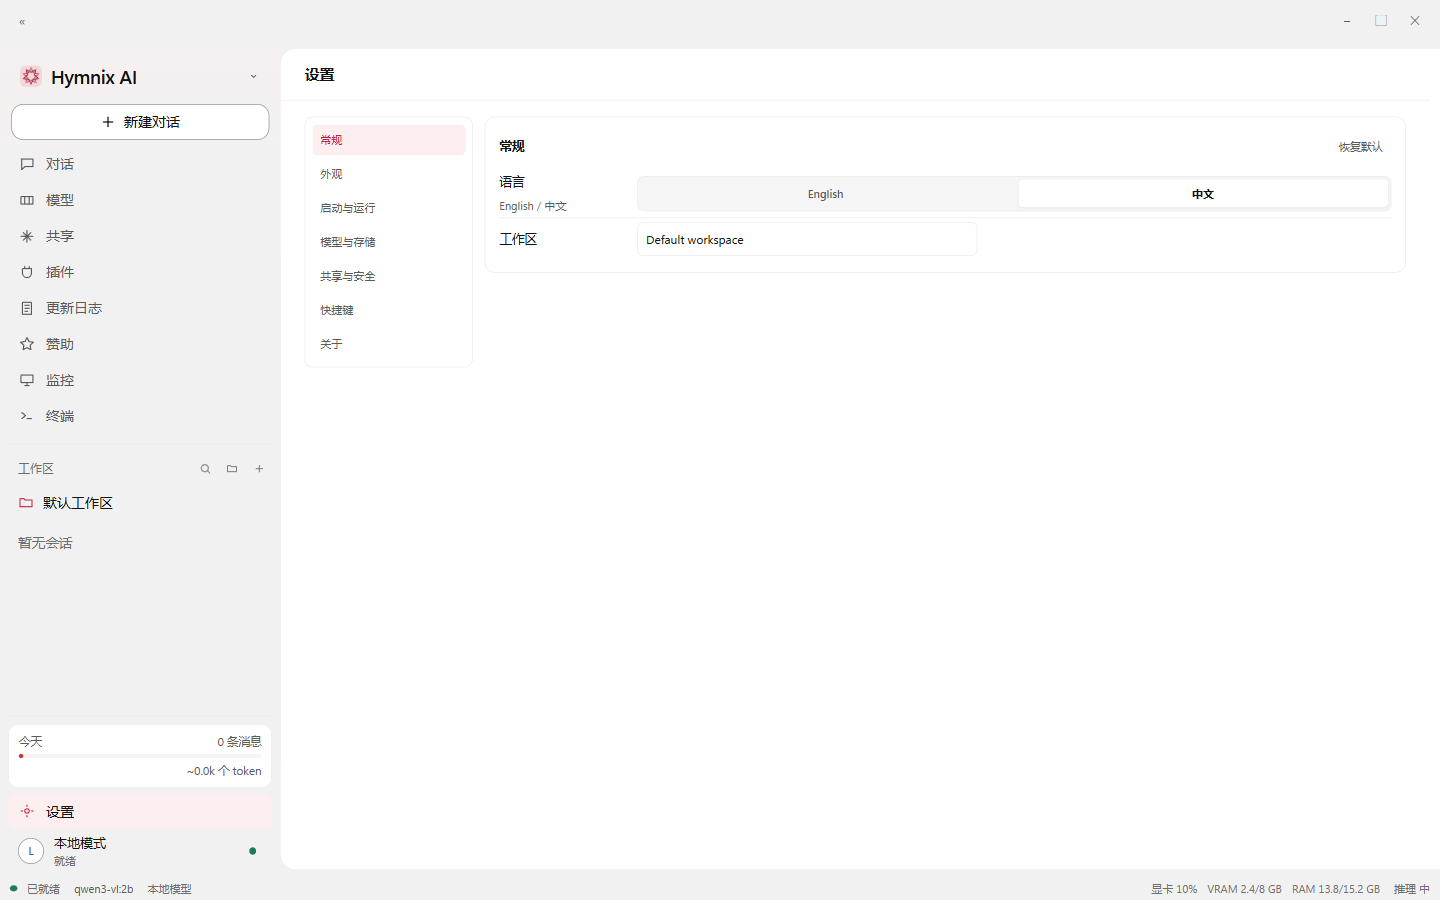 «
Hymnix AI
新建对话
对话
模型
共享
插件
更新日志
赞助
监控
终端
工作区
默认工作区
暂无会话
今天 0 条消息
~0.0k 个 token
设置
L 本地模式
就绪
设置
常规
外观
启动与运行
模型与存储
共享与安全
快捷键
关于
常规 恢复默认
语言
English / 中文
English 中文
工作区 Default workspace
已就绪 qwen3-vl:2b 本地模型 显卡 10% VRAM 2.4/8 GB RAM 13.8/15.2 GB 推理 中